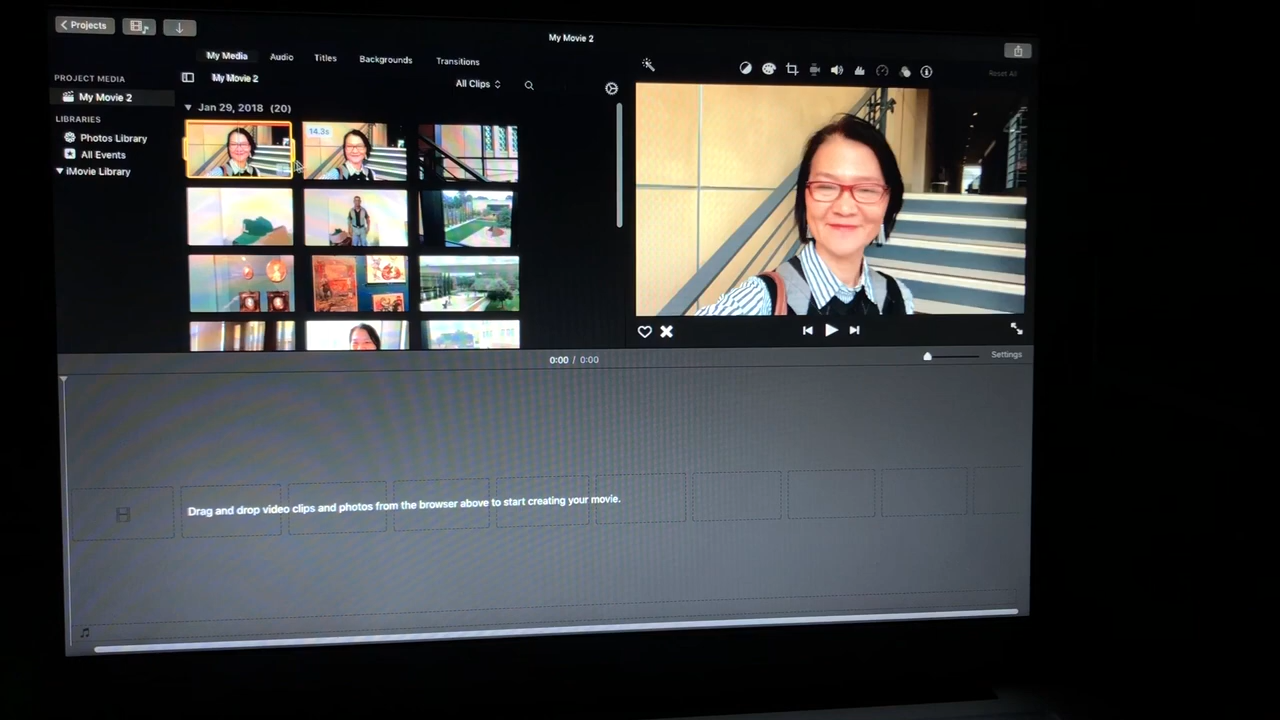 Projects
My Movie 2
My Media Audio Titles Backgrounds Transitions
Reset All
PROJECT MEDIA
My Movie 2
My Movie 2
All Clips
LIBRARIES
Photos Library
All Events
iMovie Library
Jan 29, 2018 (20)
14.3s
0:00 / 0:00
Settings
Drag and drop video clips and photos from the browser above to start creating your movie.